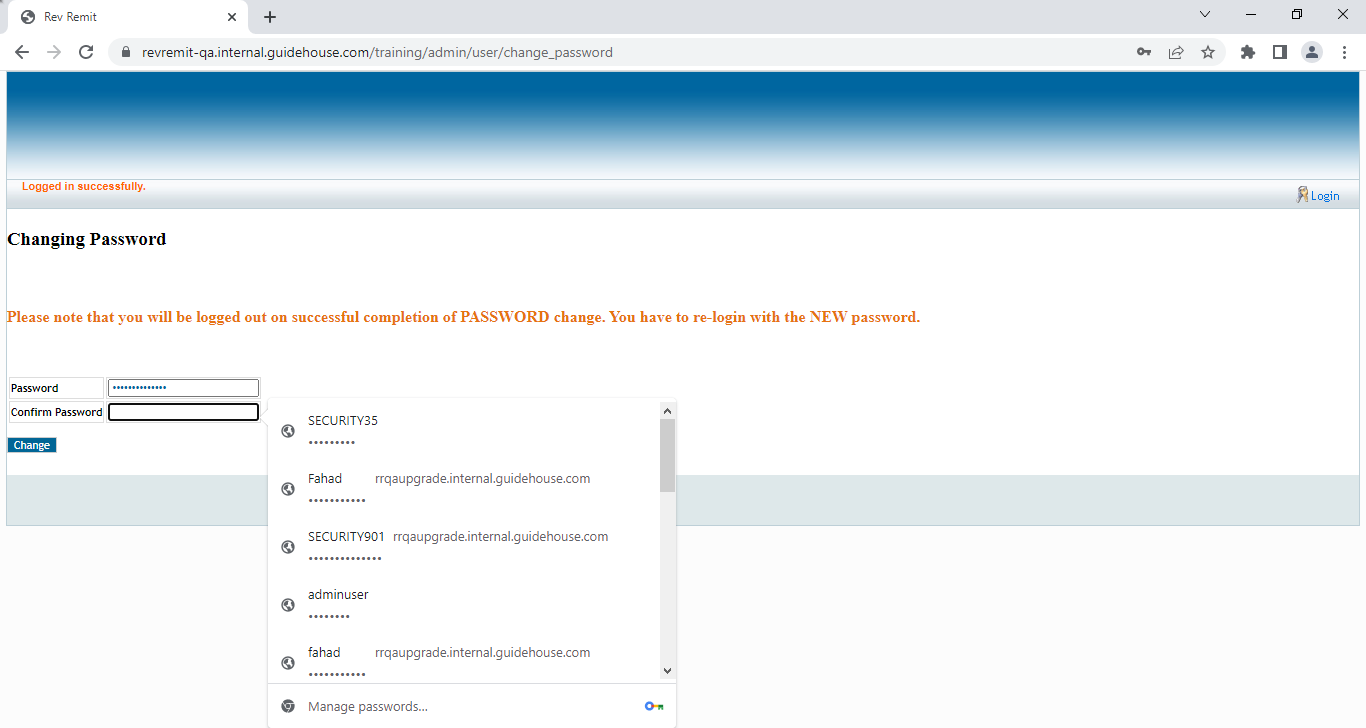 Rev Remit
revremit-qa.internal.guidehouse.com/training/admin/user/change_password
Logged in successfully.
Login
Changing Password
Please note that you will be logged out on successful completion of PASSWORD change. You have to re-login with the NEW password.
Password ••••••••••••••
Confirm Password
Change
SECURITY35
•••••••••
Fahad rrqaupgrade.internal.guidehouse.com
•••••••••••
SECURITY901 rrqaupgrade.internal.guidehouse.com
••••••••••••••
adminuser
••••••••
fahad rrqaupgrade.internal.guidehouse.com
•••••••••••
Manage passwords...